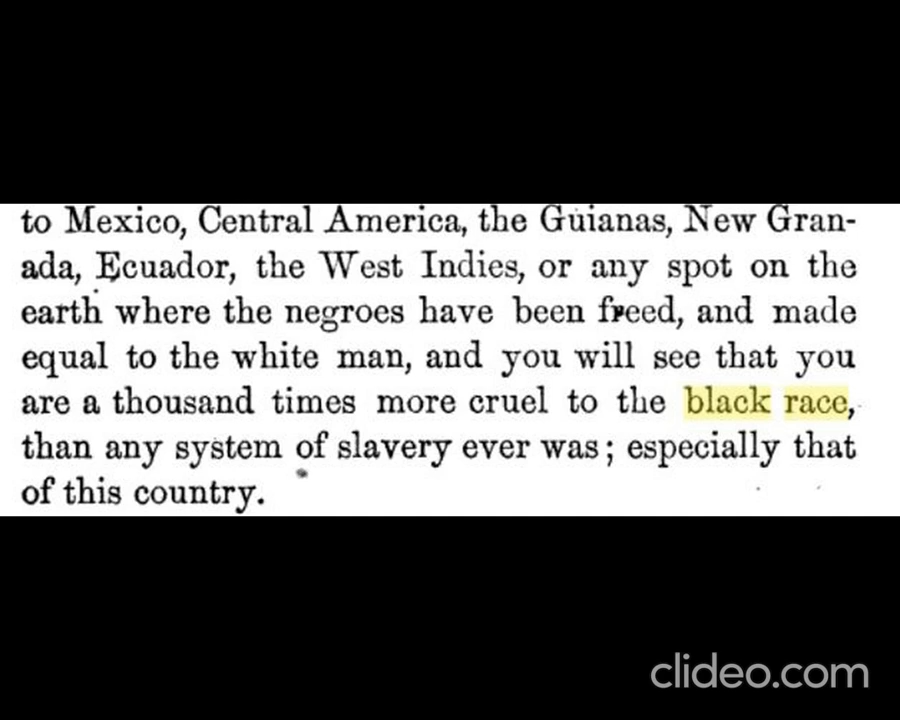 to Mexico, Central America, the Guianas, New Gran-
ada, Ecuador, the West Indies, or any spot on the
earth where the negroes have been freed, and made
equal to the white man, and you will see that you
are a thousand times more cruel to the black race,
than any system of slavery ever was; especially that
of this country.
clideo.com